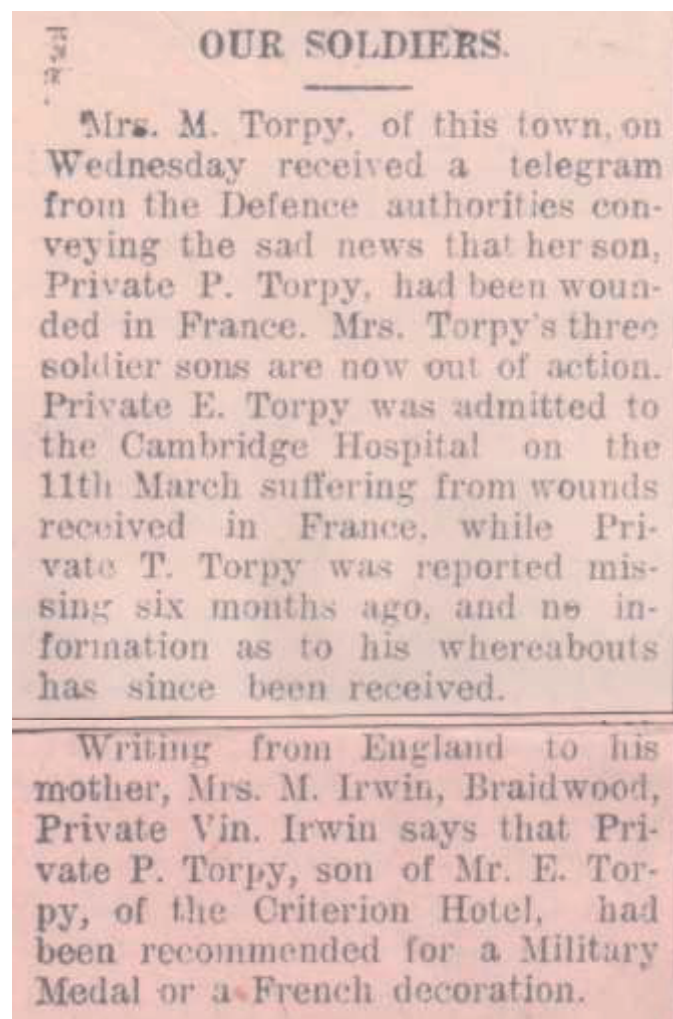 OUR SOLDIERS.
Mrs. M. Torpy, of this town, on
Wednesday received a telegram
from the Defence authorities con-
veying the sad news that her son,
Private P. Torpy, had been woun-
ded in France. Mrs. Torpy's three
soldier sons are now out of action.
Private E. Torpy was admitted to
the Cambridge Hospital on the
11th March suffering from wounds
received in France, while Pri-
vate T. Torpy was reported mis-
sing six months ago, and no in-
formation as to his whereabouts
has since been received.
Writing from England to his
mother, Mrs. M. Irwin, Braidwood,
Private Vin. Irwin says that Pri-
vate P. Torpy, son of Mr. E. Tor-
py, of the Criterion Hotel, had
been recommended for a Military
Medal or a French decoration.